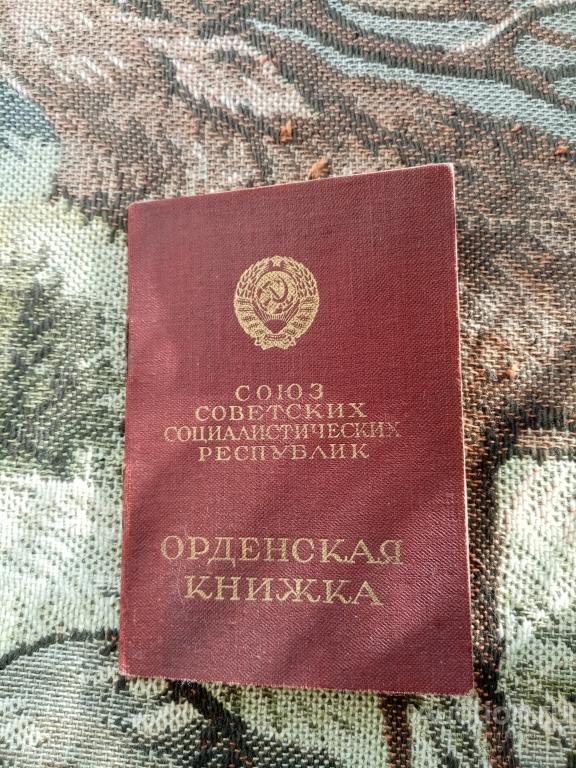 СОЮЗ
СОВЕТСКИХ
СОЦИАЛИСТИЧЕСКИХ
РЕСПУБЛИК
ОРДЕНСКАЯ
КНИЖКА